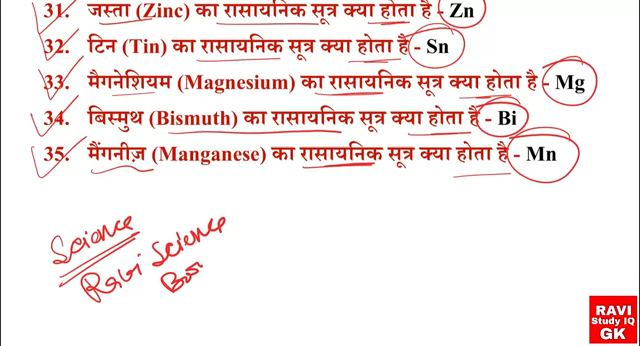 31. जस्ता (Zinc) का रासायनिक सूत्र क्या होता है - Zn
32. टिन (Tin) का रासायनिक सूत्र क्या होता है - Sn
33. मैगनेशियम (Magnesium) का रासायनिक सूत्र क्या होता है - Mg
34. बिस्मुथ (Bismuth) का रासायनिक सूत्र क्या होता है - Bi
35. मैंगनीज़ (Manganese) का रासायनिक सूत्र क्या होता है - Mn
Science
Ravi Science
RAVI
Study IQ
GK